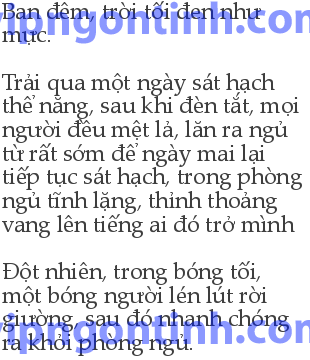 Ban đêm, trời tối đen như
mực.
vipngontinh.com
Trải qua một ngày sát hạch
thể năng, sau khi đèn tắt, mọi
người đều mệt lả, lăn ra ngủ
từ rất sớm để ngày mai lại
tiếp tục sát hạch, trong phòng
ngủ tĩnh lặng, thỉnh thoảng
vang lên tiếng ai đó trở mình
Đột nhiên, trong bóng tối,
một bóng người lén lút rời
giường, sau đó nhanh chóng
ra khỏi phòng ngủ.
vipngontinh.com